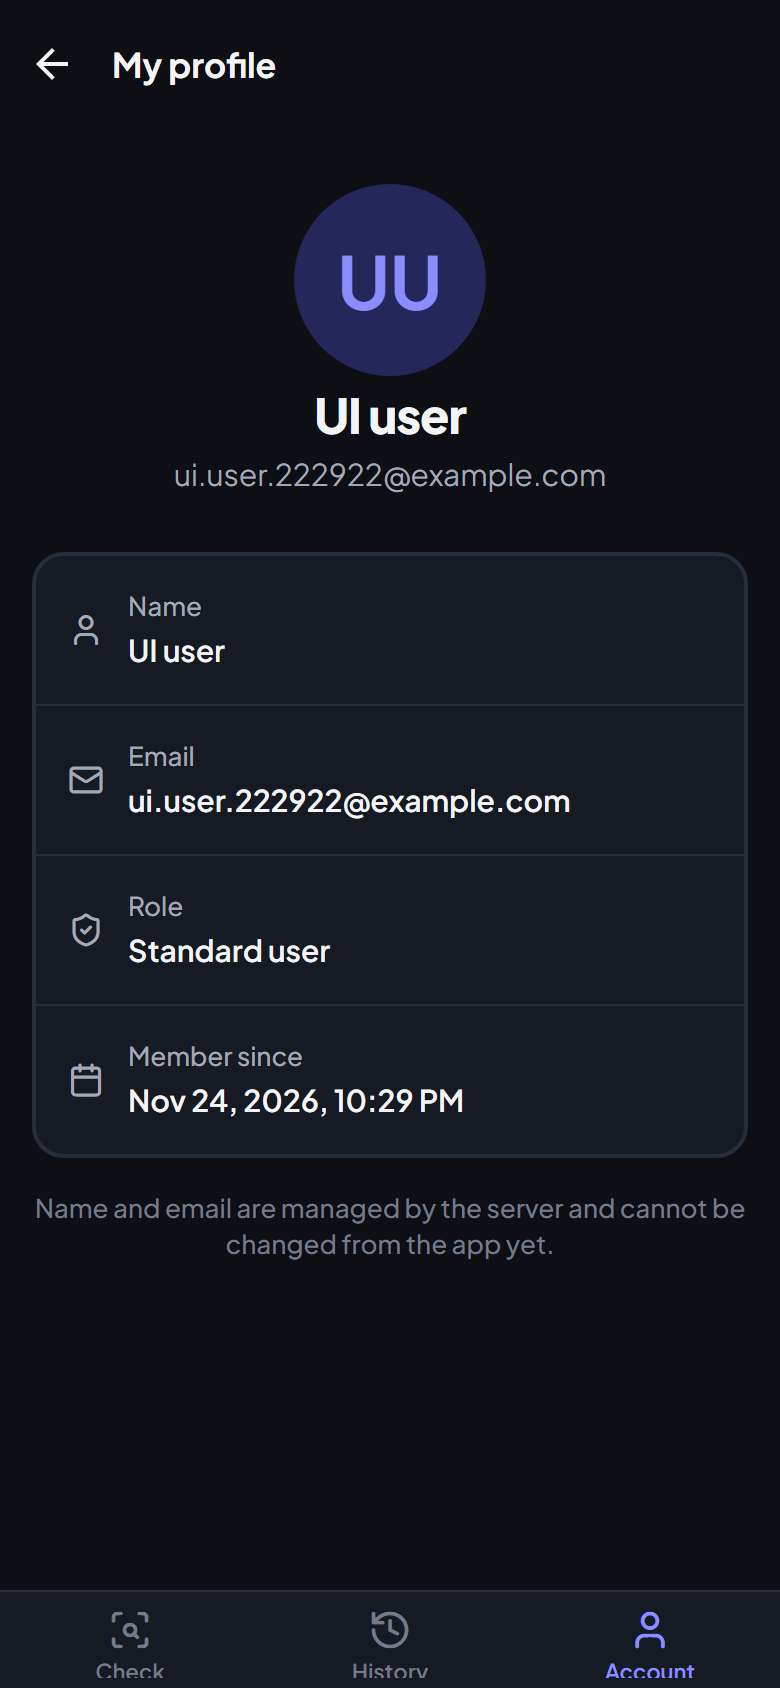 My profile
UU
UI user
ui.user.222922@example.com
Name
UI user
Email
ui.user.222922@example.com
Role
Standard user
Member since
Nov 24, 2026, 10:29 PM
Name and email are managed by the server and cannot be
changed from the app yet.
Check
History
Account